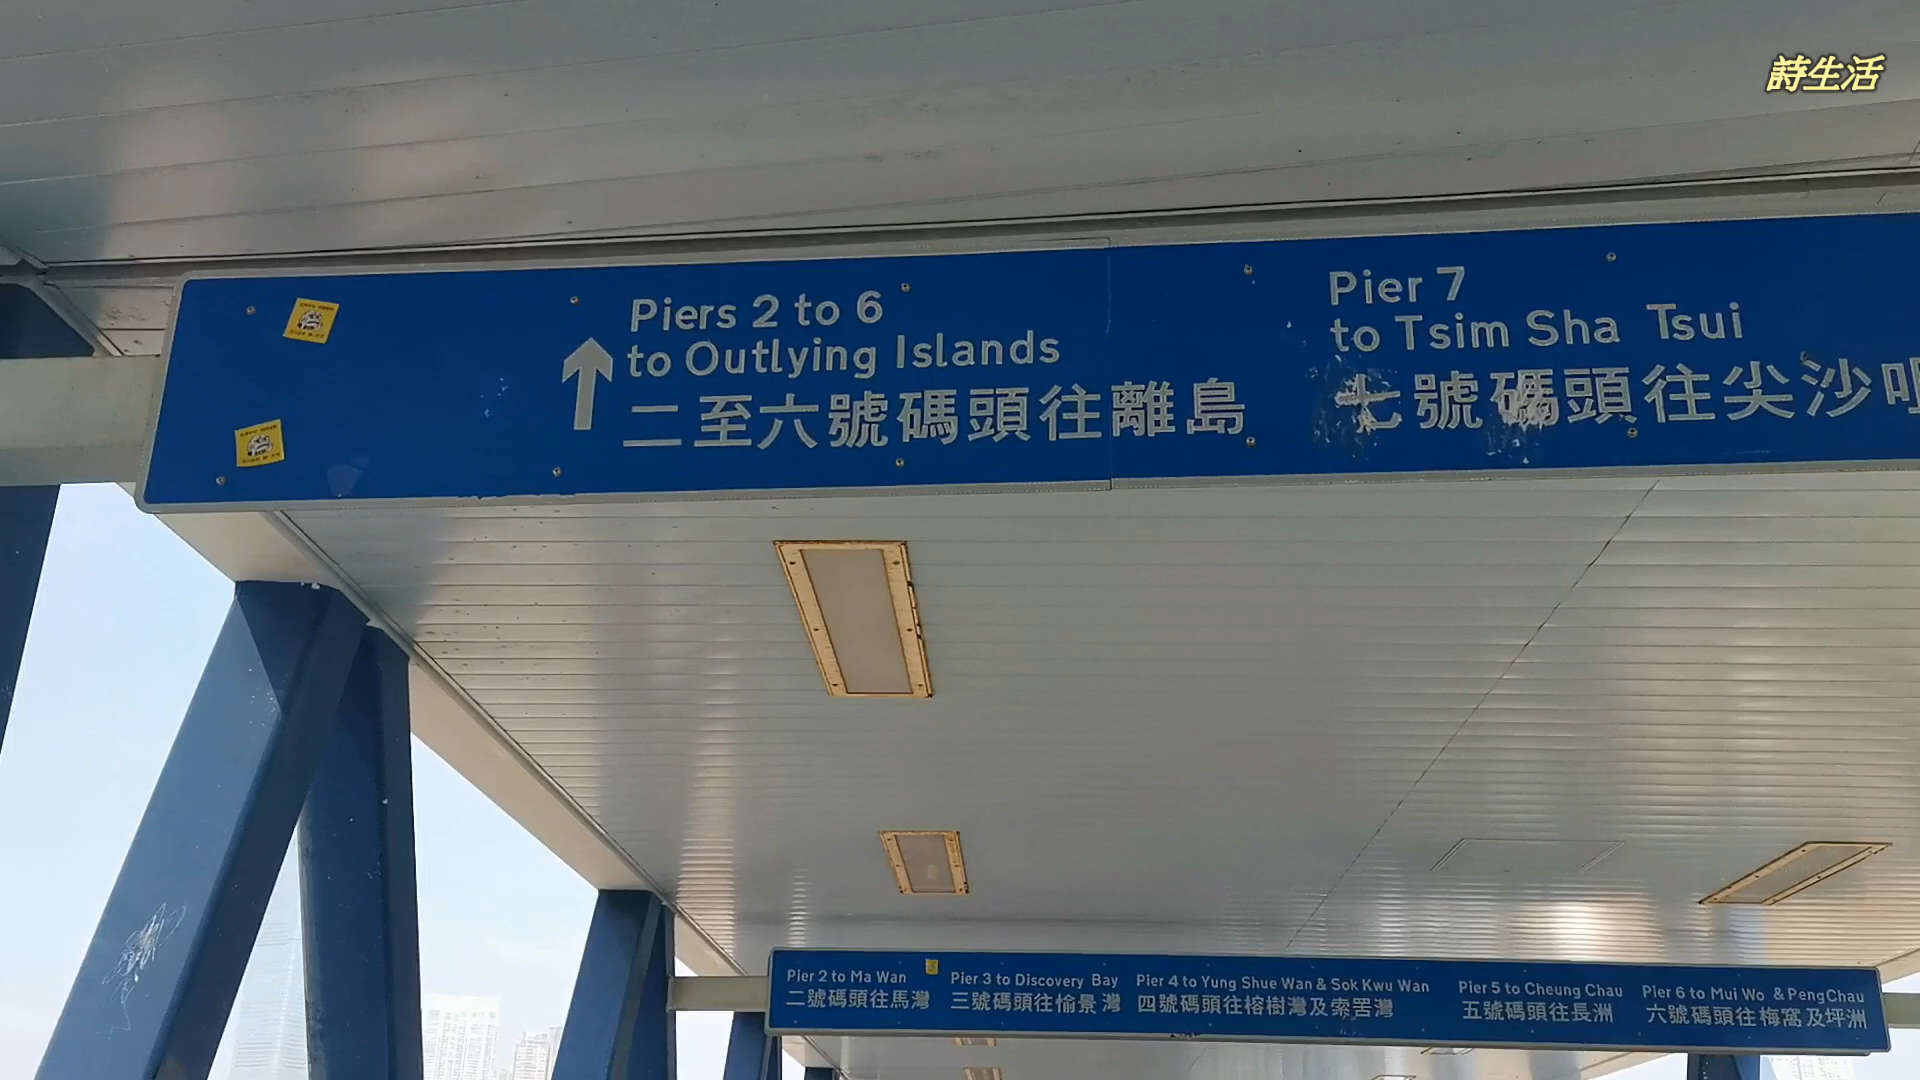 詩生活
Piers 2 to 6
to Outlying Islands
二至六號碼頭往離島
Pier 7
to Tsim Sha Tsui
七號碼頭往尖沙咀
Pier 2 to Ma Wan
二號碼頭往馬灣
Pier 3 to Discovery Bay
三號碼頭往愉景灣
Pier 4 to Yung Shue Wan & Sok Kwu Wan
四號碼頭往榕樹灣及索罟灣
Pier 5 to Cheung Chau
五號碼頭往長洲
Pier 6 to Mui Wo & Peng Chau
六號碼頭往梅窩及坪洲